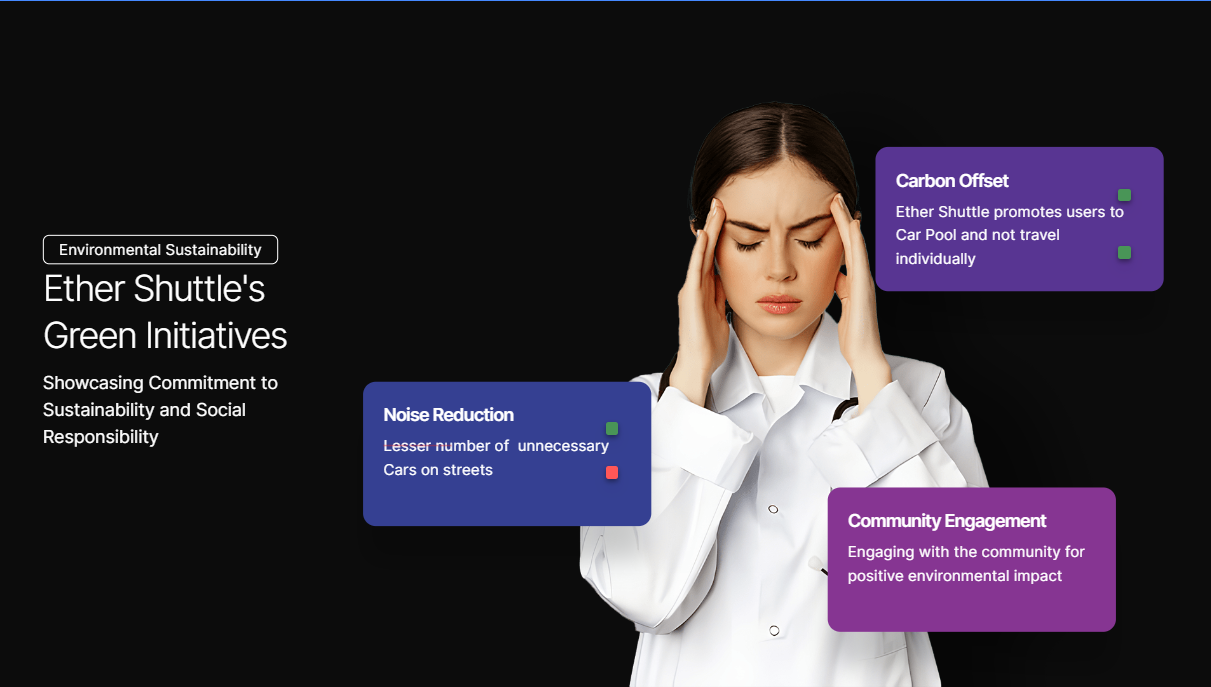 Environmental Sustainability
Ether Shuttle's
Green Initiatives
Showcasing Commitment to
Sustainability and Social
Responsibility
Noise Reduction
Lesser number of  unnecessary
Cars on streets
Carbon Offset
Ether Shuttle promotes users to
Car Pool and not travel
individually
Community Engagement
Engaging with the community for
positive environmental impact